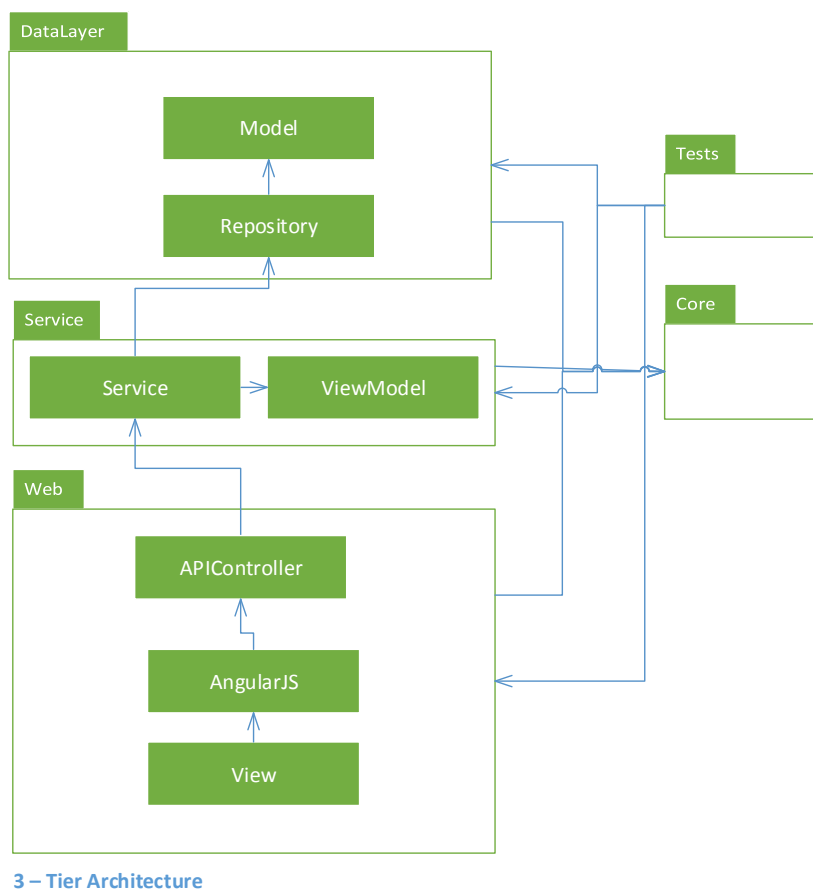 DataLayer
Model
Repository
Tests
Core
Service
Service
ViewModel
Web
APIController
AngularJS
View
3 – Tier Architecture